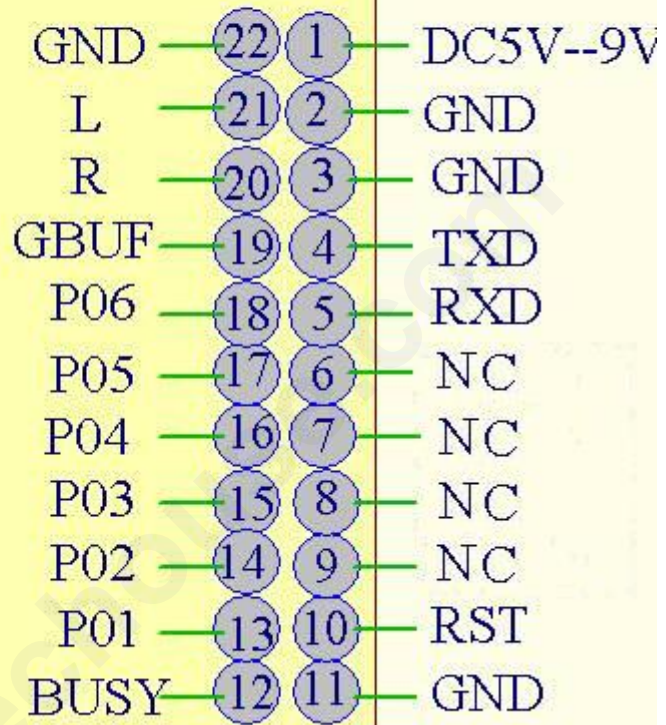 GND 22 1 DC5V--9V
L 21 2 GND
R 20 3 GND
GBUF 19 4 TXD
P06 18 5 RXD
P05 17 6 NC
P04 16 7 NC
P03 15 8 NC
P02 14 9 NC
P01 13 10 RST
BUSY 12 11 GND